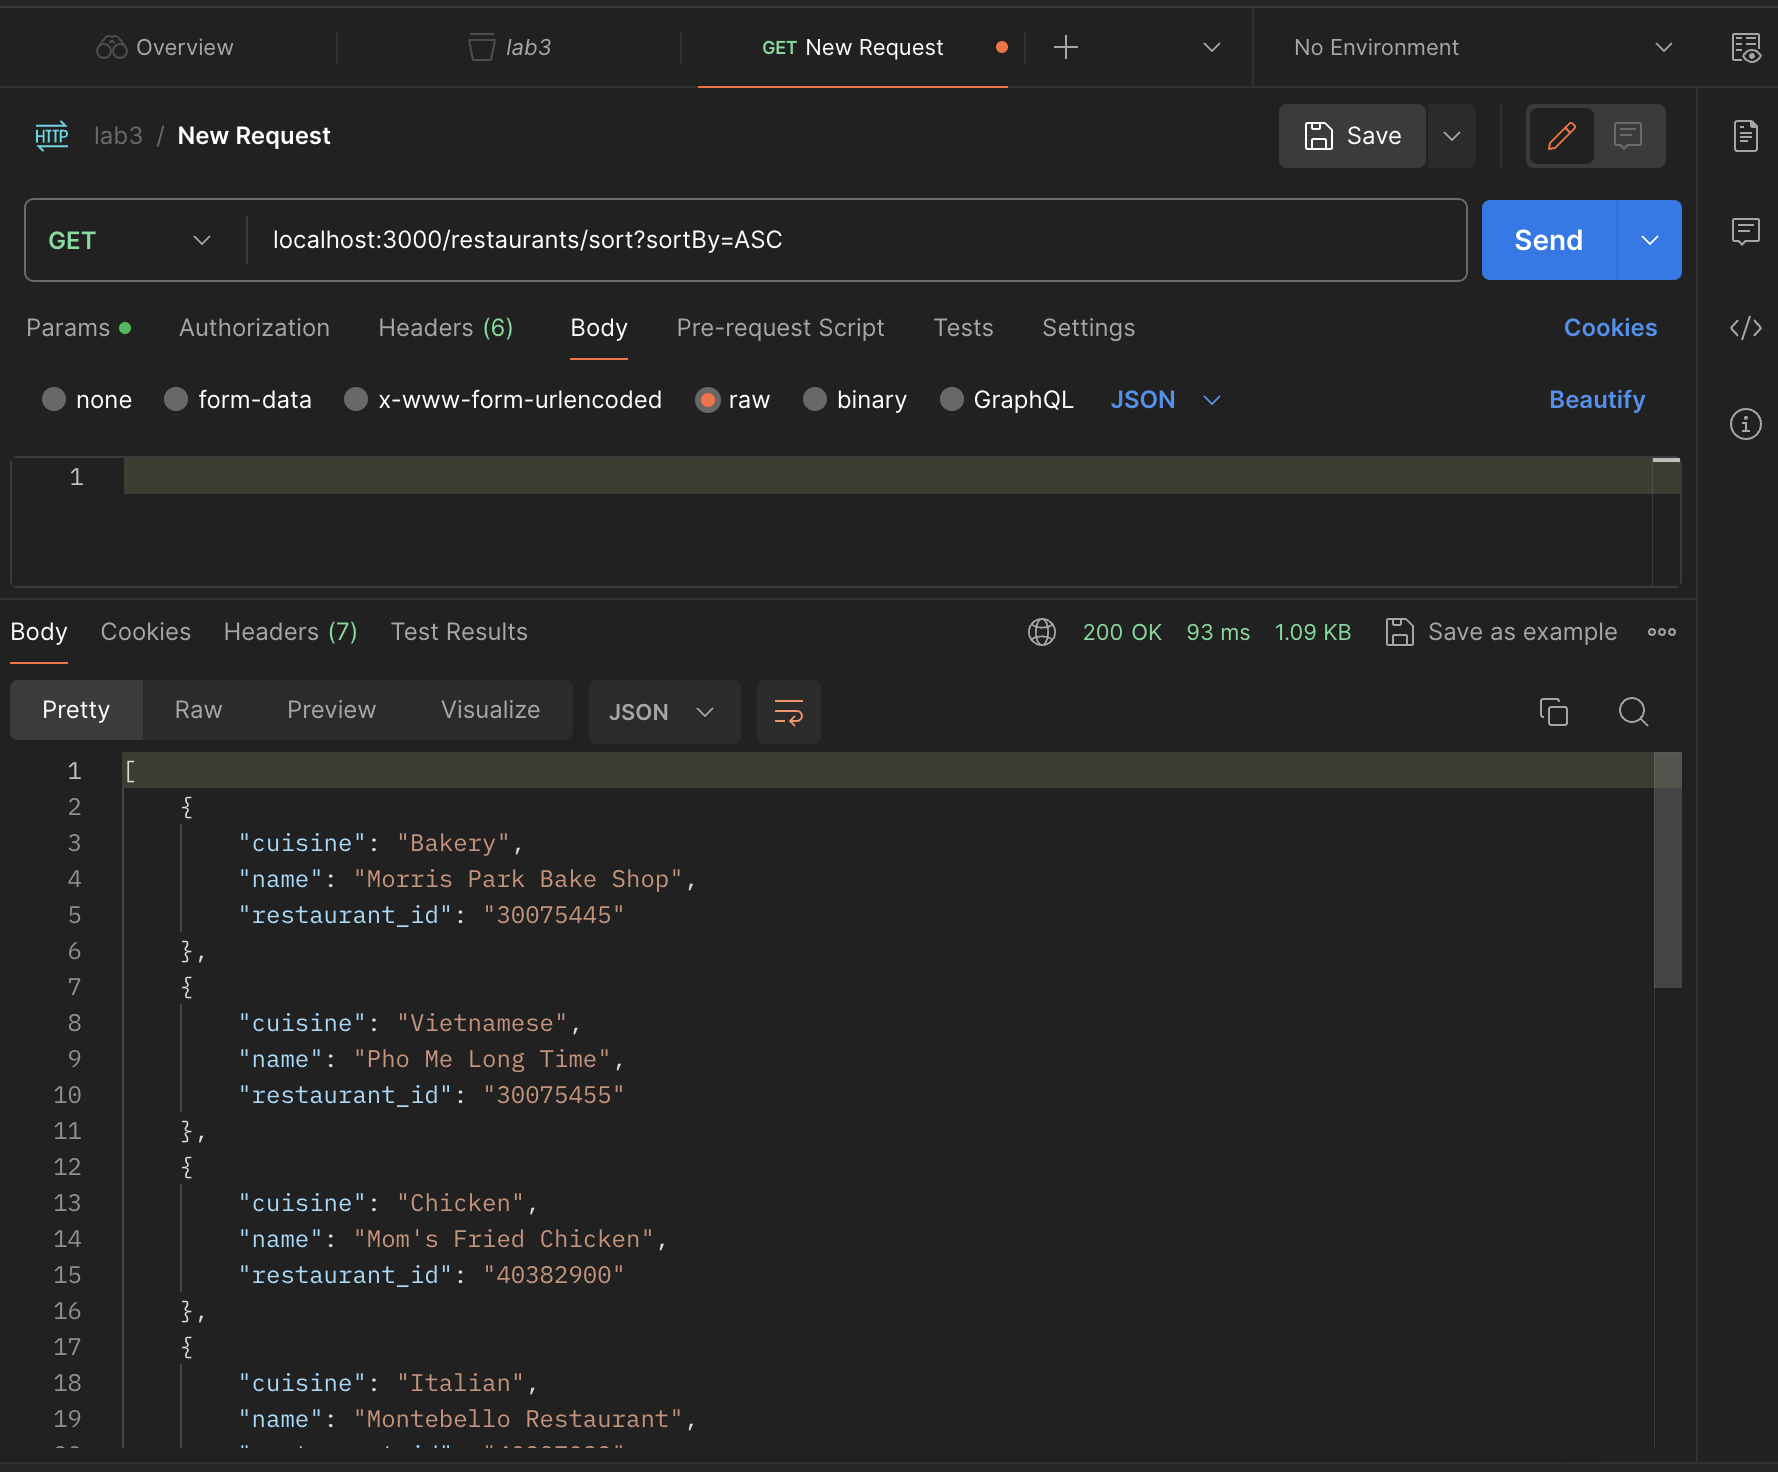 Overview
lab3
GET New Request
No Environment
HTTP lab3 / New Request
Save
GET localhost:3000/restaurants/sort?sortBy=ASC
Send
Params Authorization Headers (6) Body Pre-request Script Tests Settings Cookies
none form-data x-www-form-urlencoded raw binary GraphQL JSON Beautify
1
Body Cookies Headers (7) Test Results 200 OK 93 ms 1.09 KB Save as example
Pretty Raw Preview Visualize JSON
1 [
2 {
3 "cuisine": "Bakery",
4 "name": "Morris Park Bake Shop",
5 "restaurant_id": "30075445"
6 },
7 {
8 "cuisine": "Vietnamese",
9 "name": "Pho Me Long Time",
10 "restaurant_id": "30075455"
11 },
12 {
13 "cuisine": "Chicken",
14 "name": "Mom's Fried Chicken",
15 "restaurant_id": "40382900"
16 },
17 {
18 "cuisine": "Italian",
19 "name": "Montebello Restaurant",